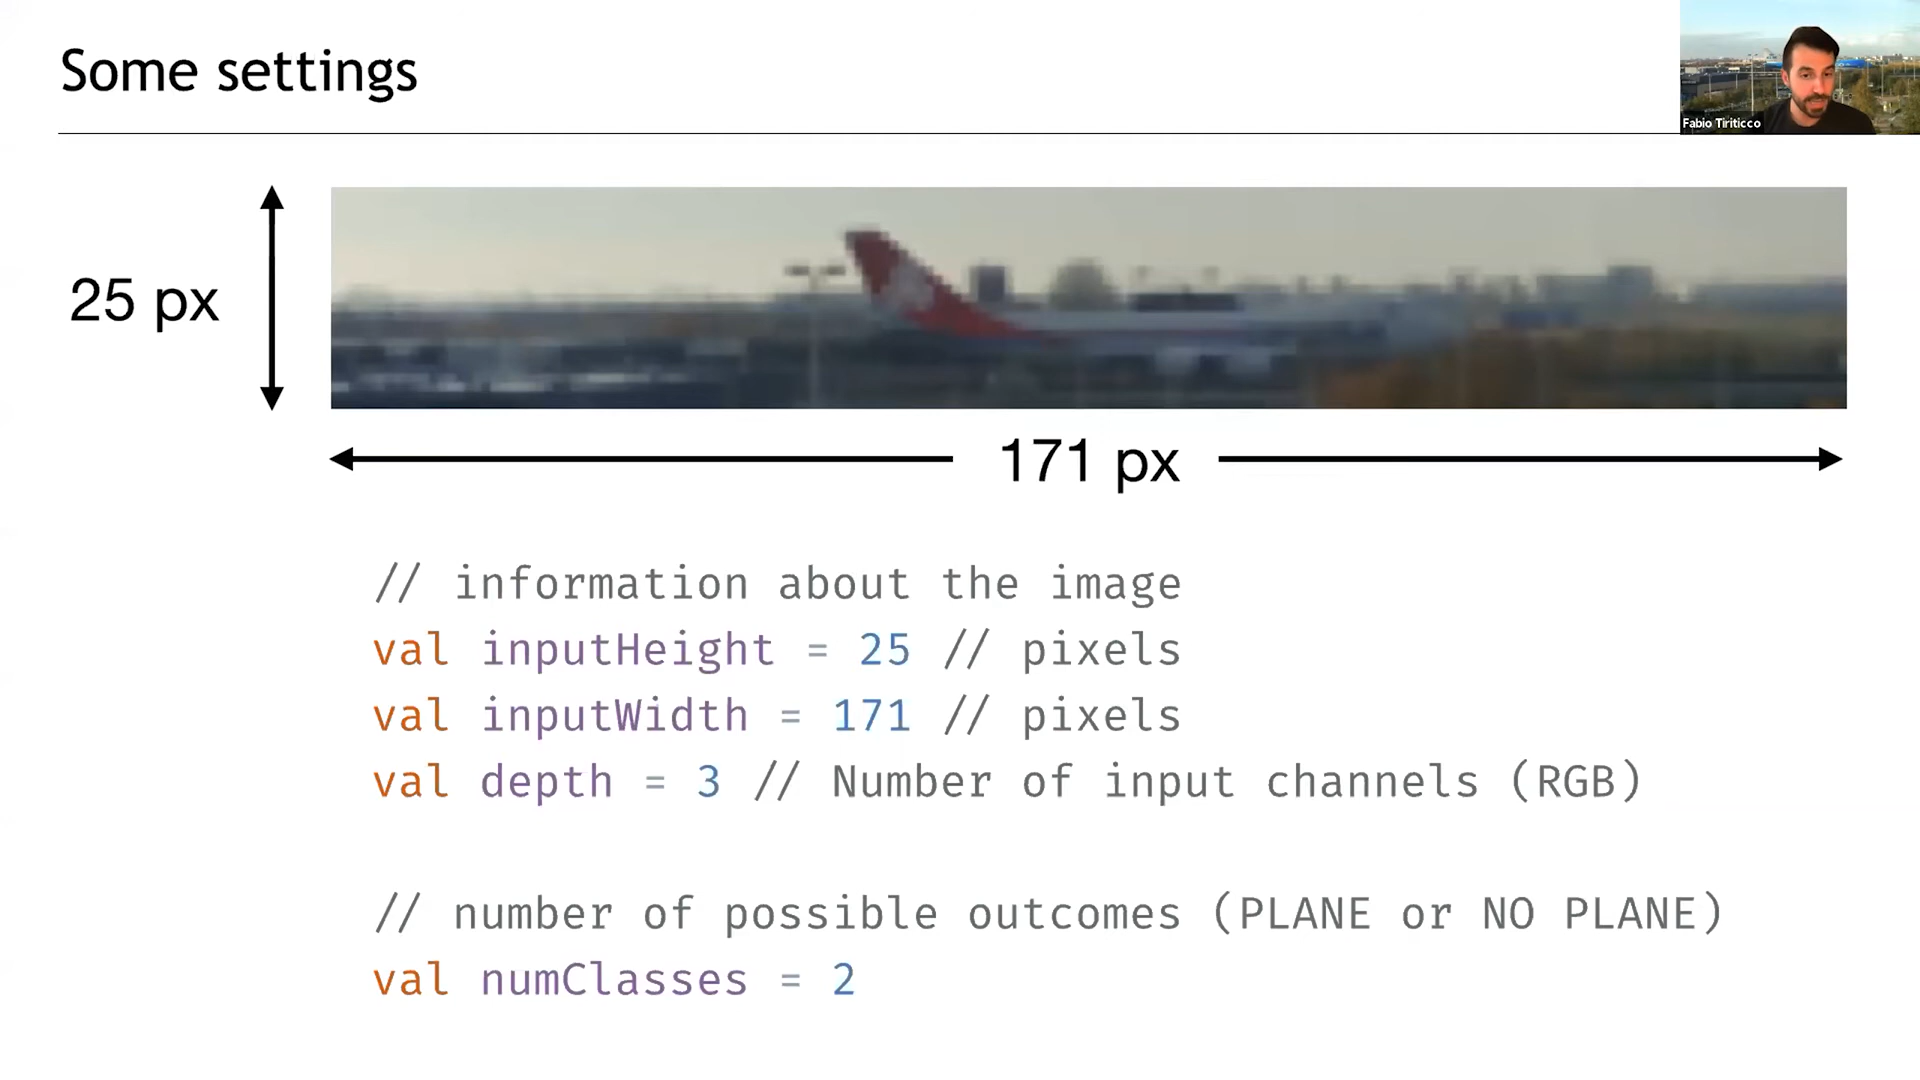 Some settings
Fabio Tiriticco
25 px
171 px
// information about the image
val inputHeight = 25 // pixels
val inputWidth = 171 // pixels
val depth = 3 // Number of input channels (RGB)
// number of possible outcomes (PLANE or NO PLANE)
val numClasses = 2